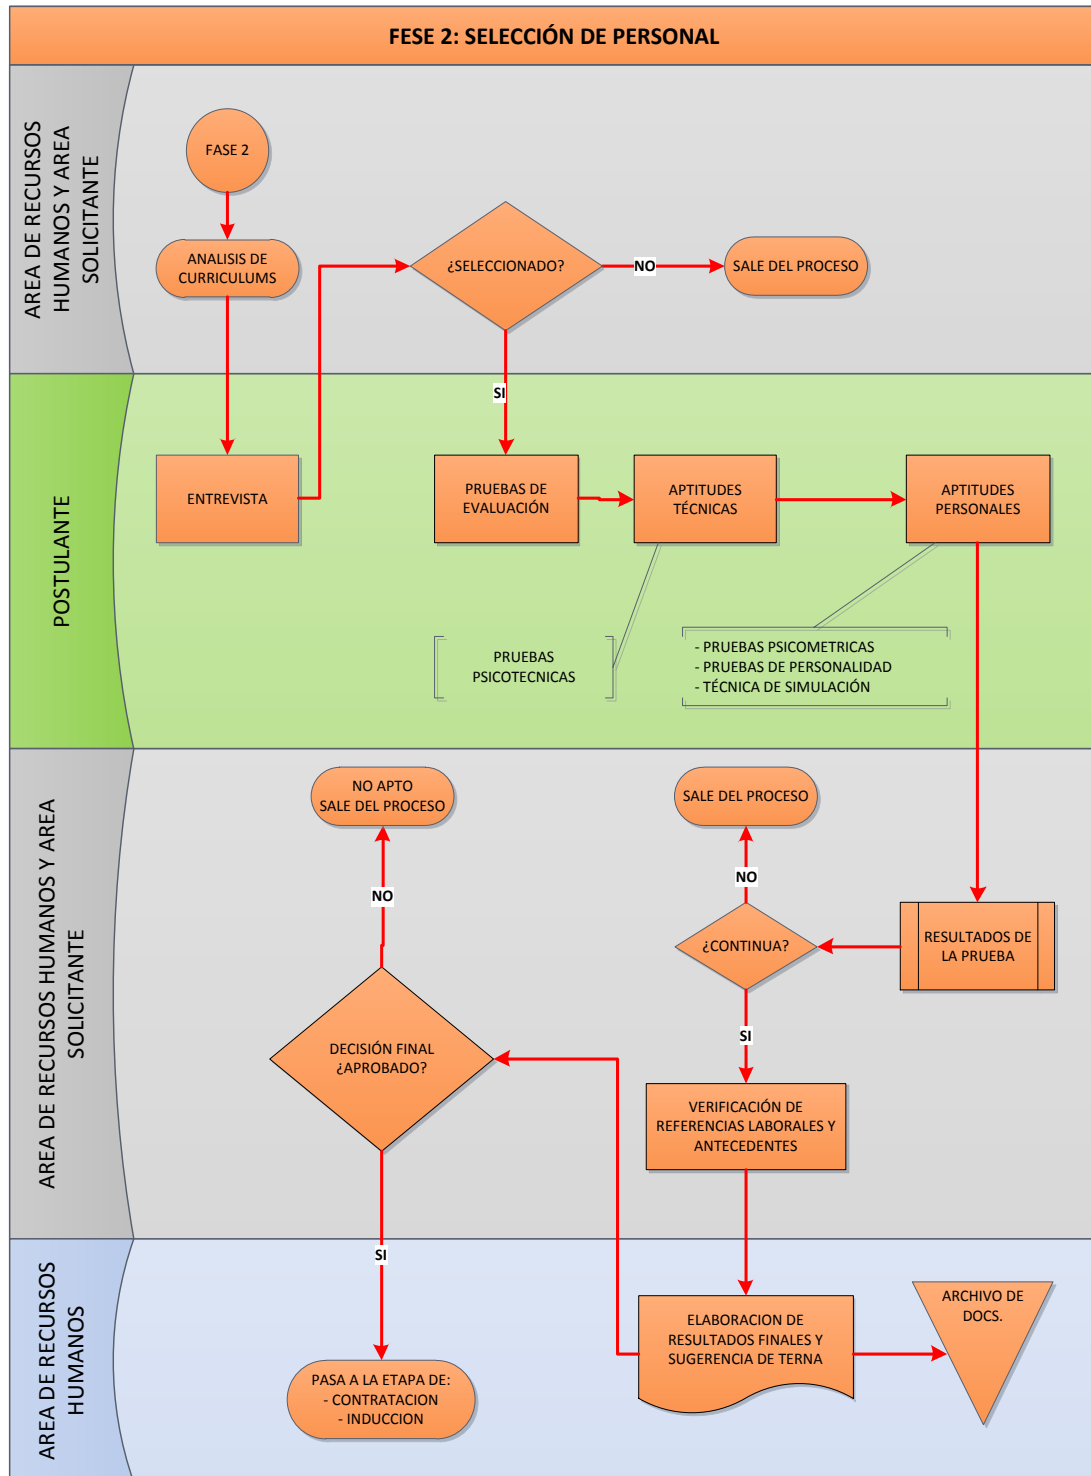 FESE 2: SELECCIÓN DE PERSONAL
AREA DE RECURSOS
HUMANOS Y AREA
SOLICITANTE
FASE 2
ANALISIS DE
CURRICULUMS
¿SELECCIONADO?
NO
SALE DEL PROCESO
SI
POSTULANTE
ENTREVISTA
PRUEBAS DE
EVALUACIÓN
APTITUDES
TÉCNICAS
APTITUDES
PERSONALES
PRUEBAS
PSICOTECNICAS
- PRUEBAS PSICOMETRICAS
- PRUEBAS DE PERSONALIDAD
- TÉCNICA DE SIMULACIÓN
AREA DE RECURSOS HUMANOS Y AREA
SOLICITANTE
NO APTO
SALE DEL PROCESO
SALE DEL PROCESO
NO
NO
¿CONTINUA?
RESULTADOS DE
LA PRUEBA
SI
DECISIÓN FINAL
¿APROBADO?
VERIFICACIÓN DE
REFERENCIAS LABORALES Y
ANTECEDENTES
SI
AREA DE RECURSOS
HUMANOS
ELABORACION DE
RESULTADOS FINALES Y
SUGERENCIA DE TERNA
ARCHIVO DE
DOCS.
PASA A LA ETAPA DE:
- CONTRATACION
- INDUCCION